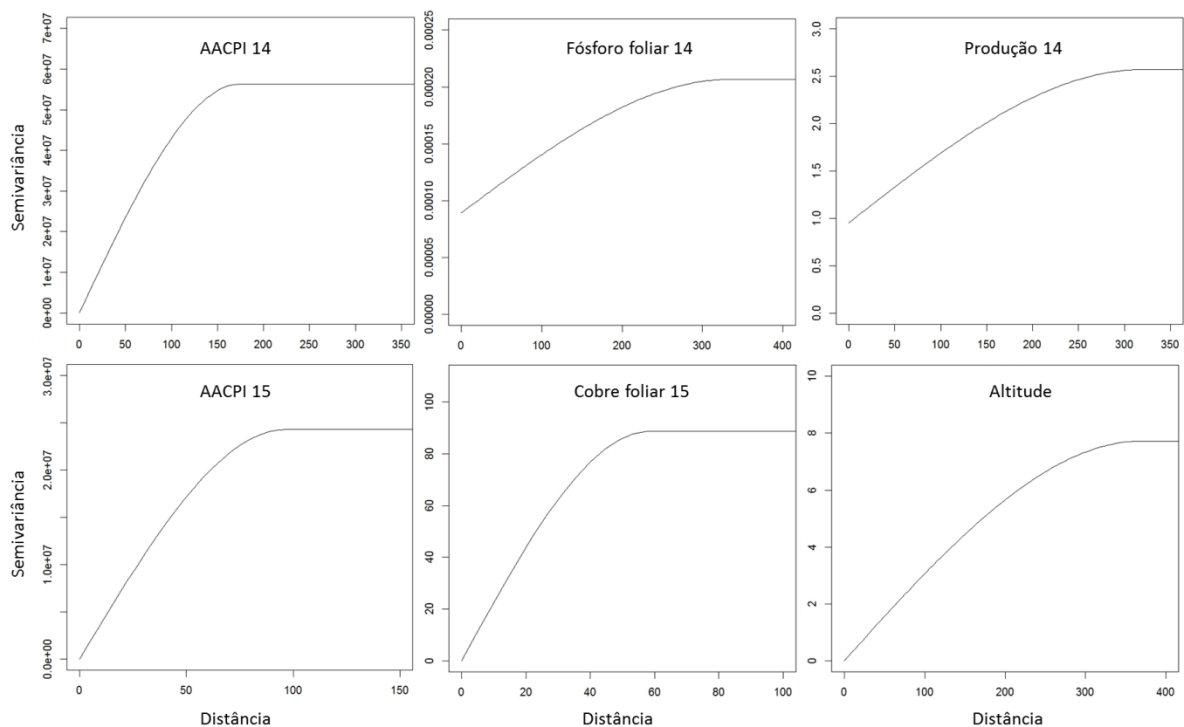 AACPI 14
Semivariância
0e+00 1e+07 2e+07 3e+07 4e+07 5e+07 6e+07 7e+07
0 50 100 150 200 250 300 350
Fósforo foliar 14
0.00000 0.00005 0.00010 0.00015 0.00020 0.00025
0 100 200 300 400
Produção 14
0.0 0.5 1.0 1.5 2.0 2.5 3.0
0 50 100 150 200 250 300 350
AACPI 15
Semivariância
0.0e+00 1.0e+07 2.0e+07 3.0e+07
0 50 100 150
Distância
Cobre foliar 15
0 20 40 60 80 100
0 20 40 60 80 100
Distância
Altitude
0 2 4 6 8 10
0 100 200 300 400
Distância